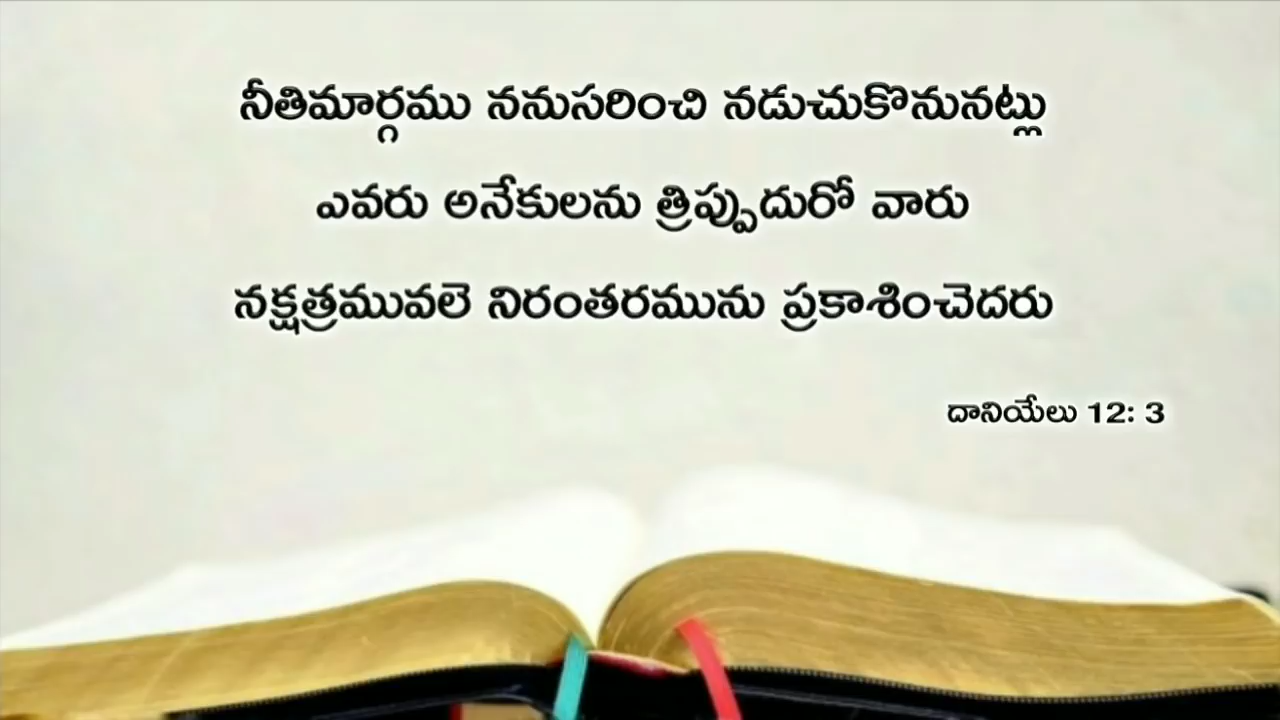 నీతిమార్గము ననుసరించి నడుచుకొనునట్లు
ఎవరు అనేకులను త్రిప్పుదురో వారు
నక్షత్రమువలె నిరంతరమును ప్రకాశించెదరు
దానియేలు 12: 3